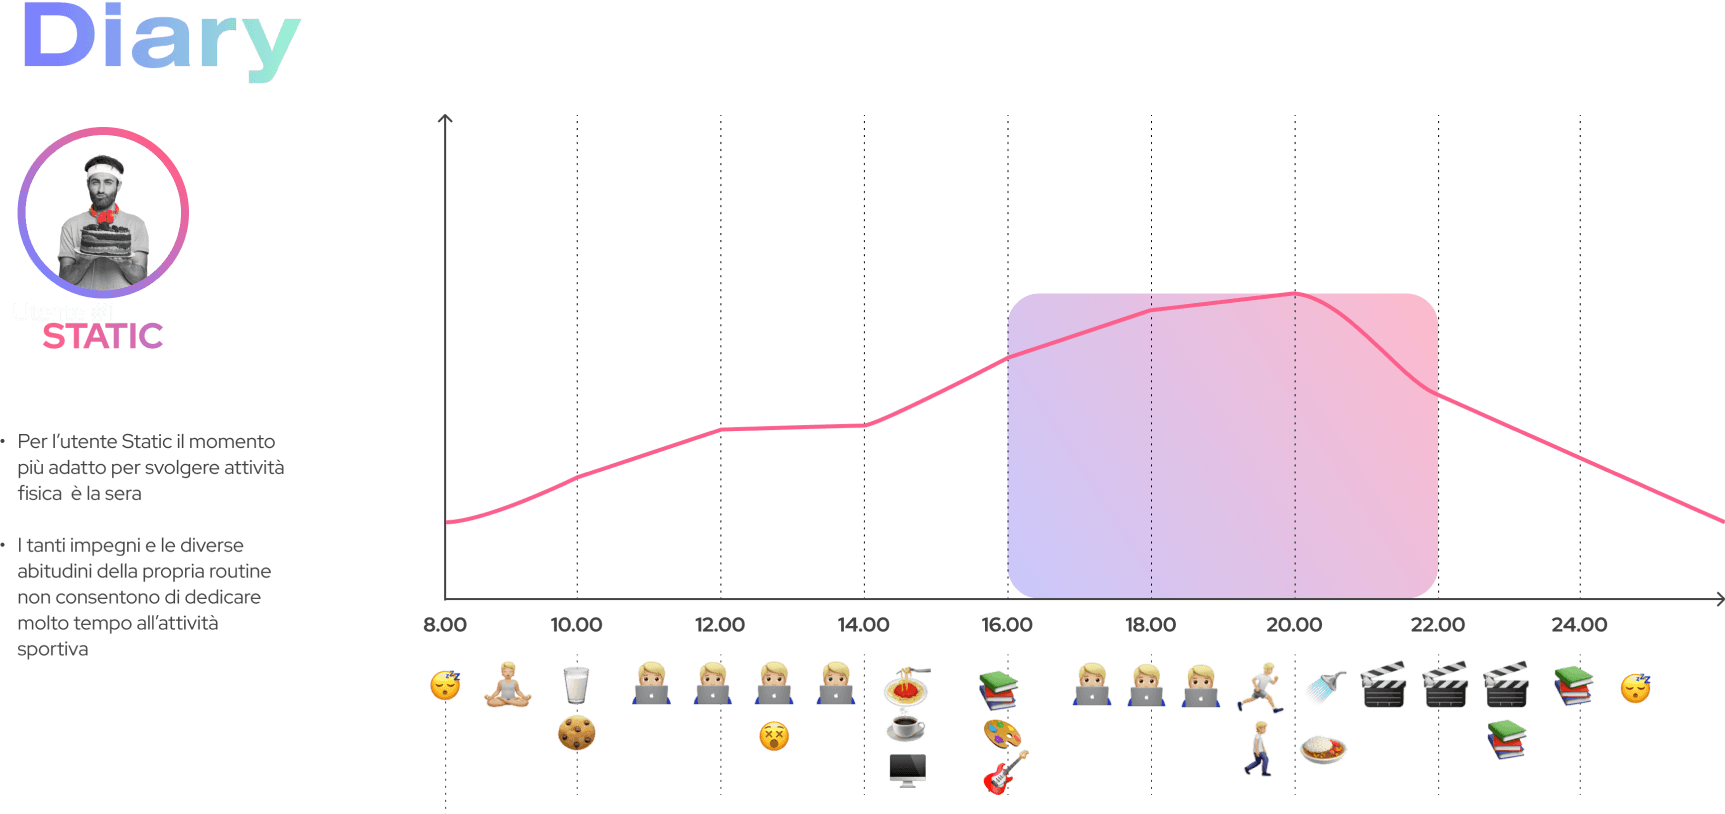 Diary
STATIC
• Per l’utente Static il momento
più adatto per svolgere attività
fisica è la sera
• I tanti impegni e le diverse
abitudini della propria routine
non consentono di dedicare
molto tempo all’attività
sportiva
8.00 10.00 12.00 14.00 16.00 18.00 20.00 22.00 24.00